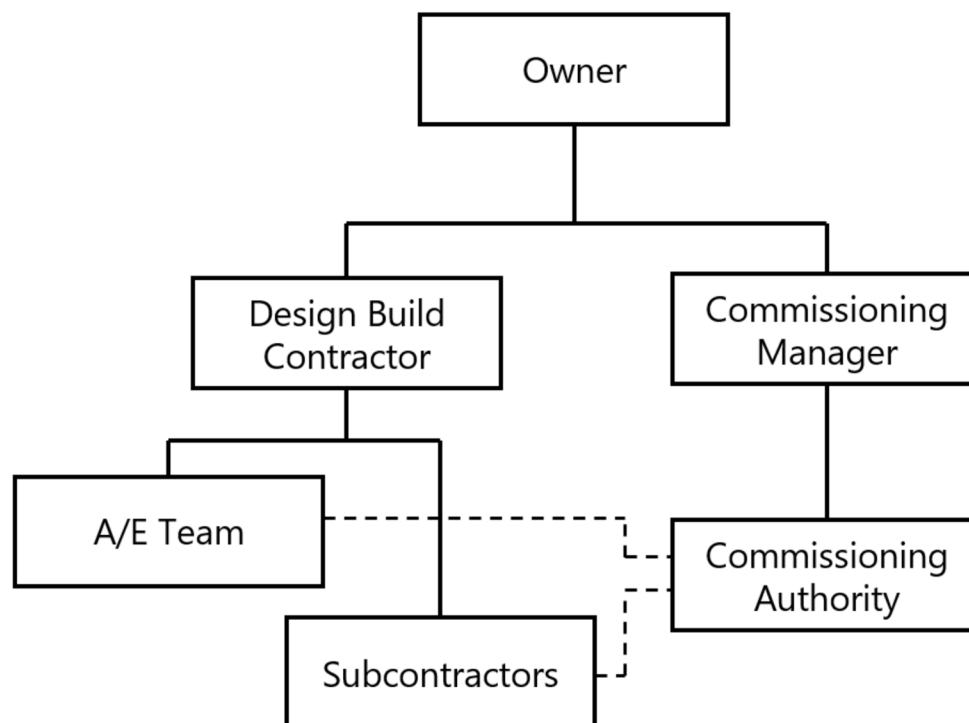 Owner
Design Build
Contractor
Commissioning
Manager
A/E Team
Commissioning
Authority
Subcontractors